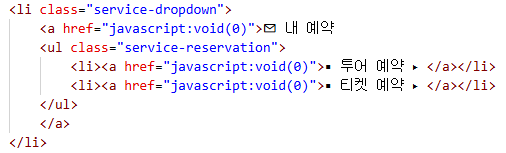 <li class="service-dropdown">
<a href="javascript:void(0)">✉ 내 예약
<ul class="service-reservation">
<li><a href="javascript:void(0)">▪ 투어 예약 ▸ </a></li>
<li><a href="javascript:void(0)">▪ 티켓 예약 ▸ </a></li>
</ul>
</a>
</li>